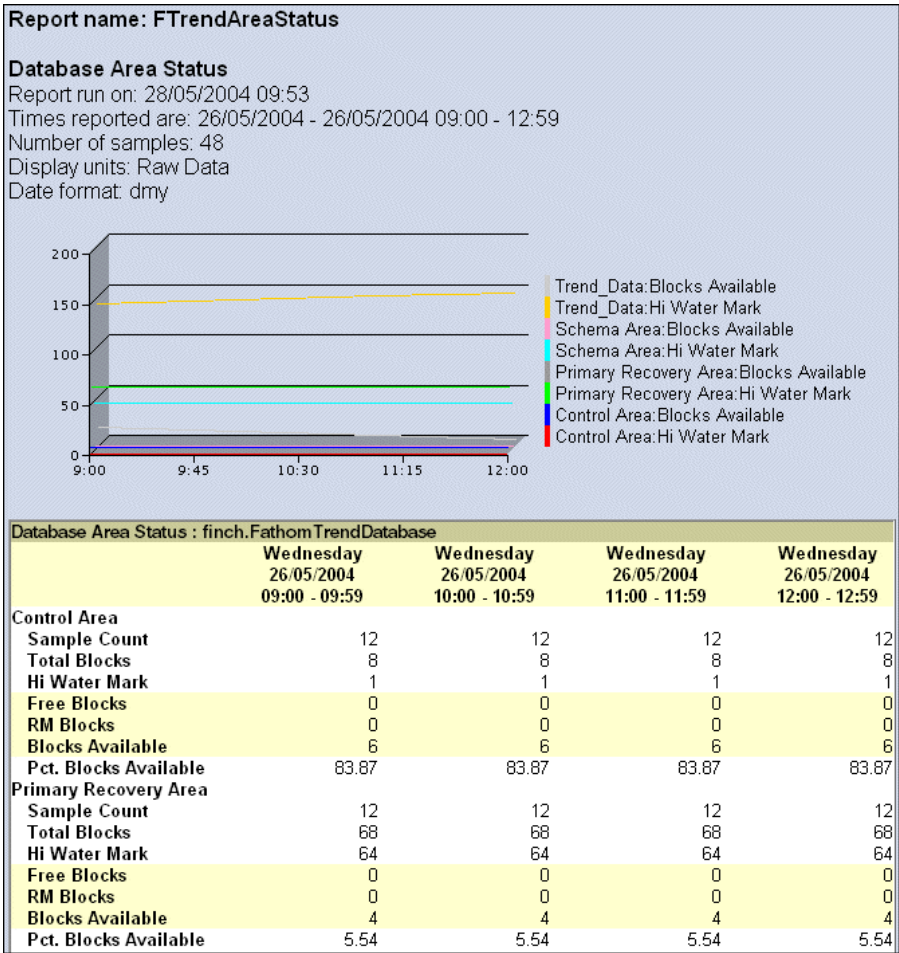 Report name: FTrendAreaStatus
Database Area Status
Report run on: 28/05/2004 09:53
Times reported are: 26/05/2004 - 26/05/2004 09:00 - 12:59
Number of samples: 48
Display units: Raw Data
Date format: dmy
200
150
100
50
0
9:00 9:45 10:30 11:15 12:00
Trend_Data:Blocks Available
Trend_Data:Hi Water Mark
Schema Area:Blocks Available
Schema Area:Hi Water Mark
Primary Recovery Area:Blocks Available
Primary Recovery Area:Hi Water Mark
Control Area:Blocks Available
Control Area:Hi Water Mark
Database Area Status : finch.FathomTrendDatabase
Wednesday Wednesday Wednesday Wednesday
26/05/2004 26/05/2004 26/05/2004 26/05/2004
09:00 - 09:59 10:00 - 10:59 11:00 - 11:59 12:00 - 12:59
Control Area
Sample Count 12 12 12 12
Total Blocks 8 8 8 8
Hi Water Mark 1 1 1 1
Free Blocks 0 0 0 0
RM Blocks 0 0 0 0
Blocks Available 6 6 6 6
Pct. Blocks Available 83.87 83.87 83.87 83.87
Primary Recovery Area
Sample Count 12 12 12 12
Total Blocks 68 68 68 68
Hi Water Mark 64 64 64 64
Free Blocks 0 0 0 0
RM Blocks 0 0 0 0
Blocks Available 4 4 4 4
Pct. Blocks Available 5.54 5.54 5.54 5.54